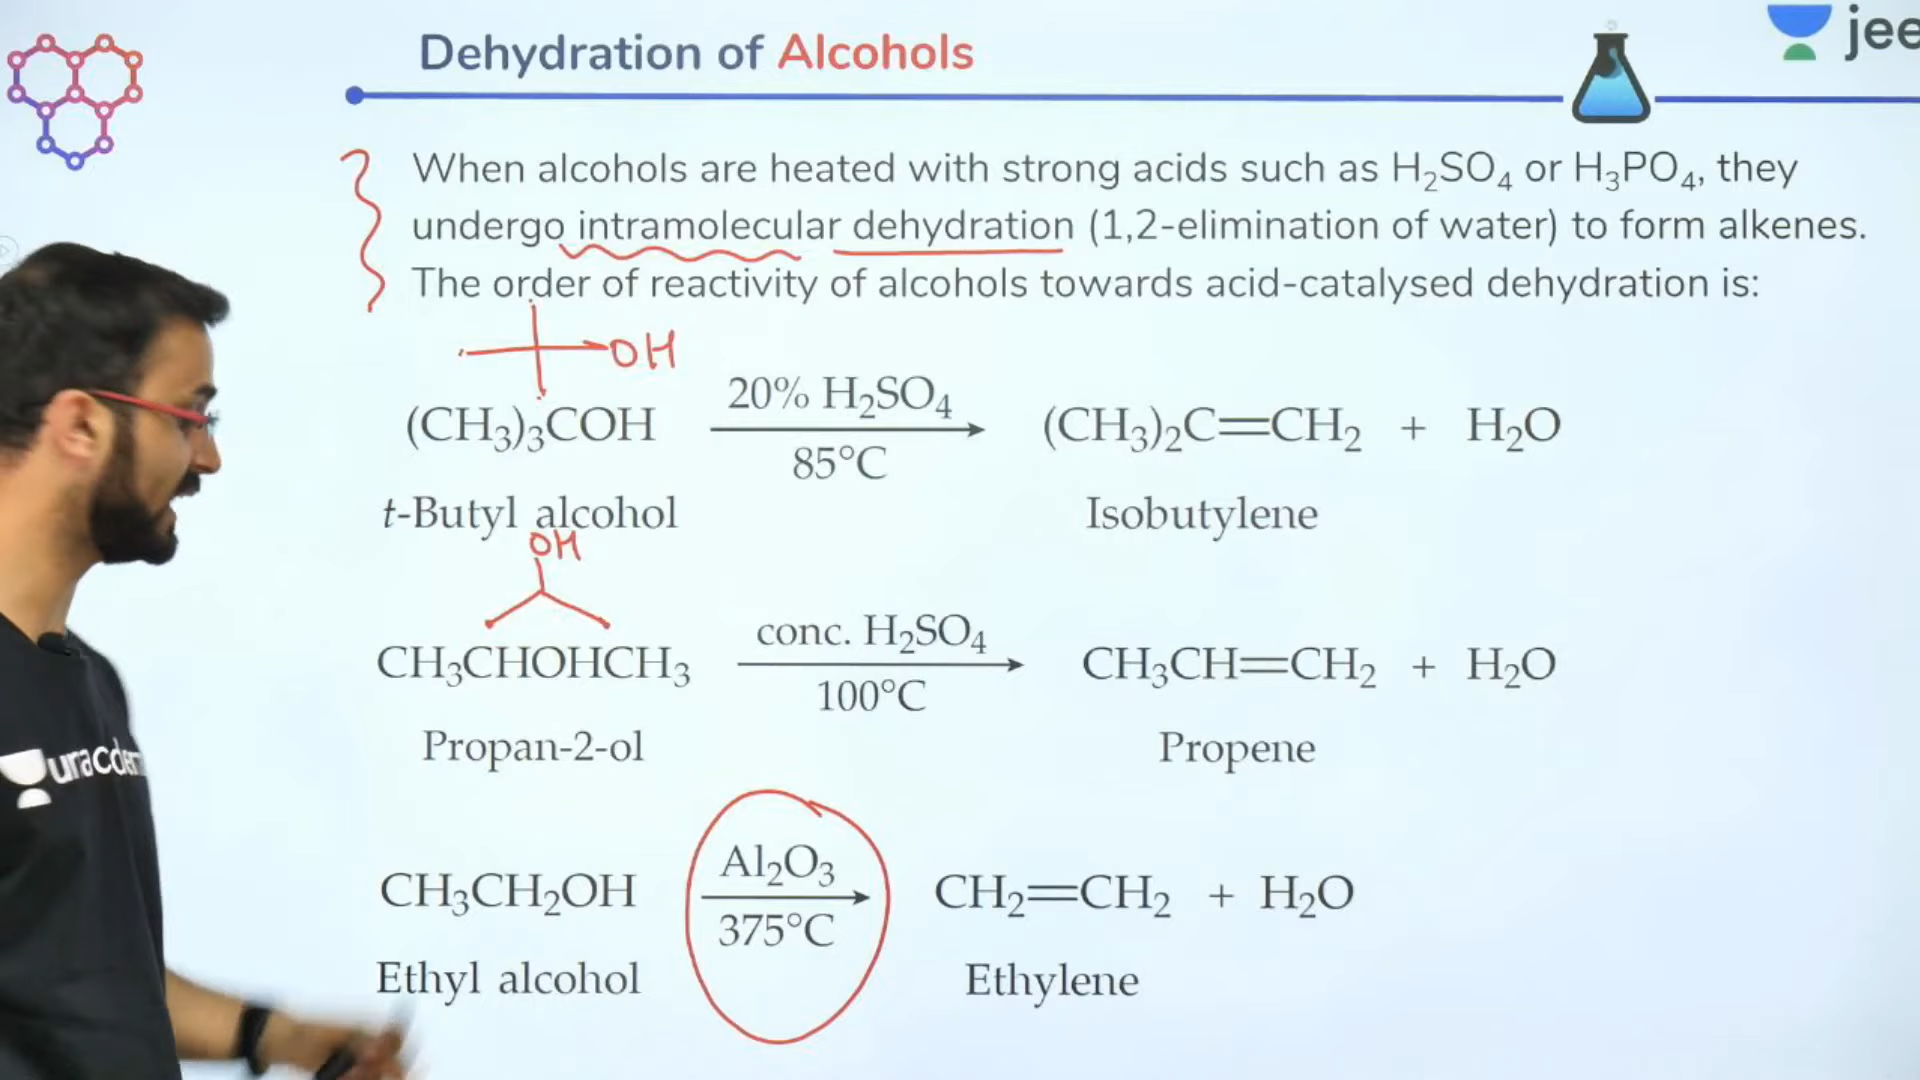 Dehydration of Alcohols
jee
When alcohols are heated with strong acids such as H₂SO₄ or H₃PO₄, they
undergo intramolecular dehydration (1,2-elimination of water) to form alkenes.
The order of reactivity of alcohols towards acid-catalysed dehydration is:
OH
20% H₂SO₄
(CH₃)₃COH (CH₃)₂C=CH₂ + H₂O
85°C
t-Butyl alcohol Isobutylene
OH
conc. H₂SO₄
CH₃CHOHCH₃ CH₃CH=CH₂ + H₂O
100°C
Propan-2-ol Propene
Al₂O₃
CH₃CH₂OH CH₂=CH₂ + H₂O
375°C
Ethyl alcohol Ethylene